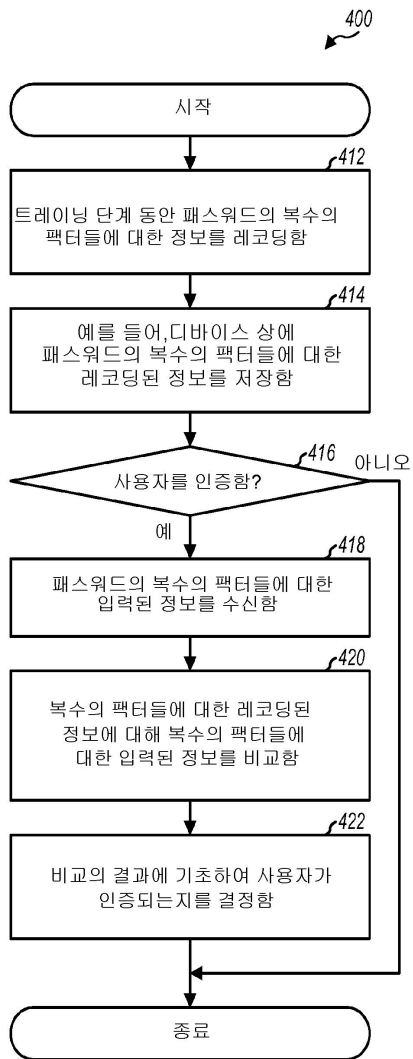 400
시작
412
트레이닝 단계 동안 패스워드의 복수의
팩터들에 대한 정보를 레코딩함
414
예를 들어,디바이스 상에
패스워드의 복수의 팩터들에 대한
레코딩된 정보를 저장함
416
사용자를 인증함?
아니오
예
418
패스워드의 복수의 팩터들에 대한
입력된 정보를 수신함
420
복수의 팩터들에 대한 레코딩된
정보에 대해 복수의 팩터들에
대한 입력된 정보를 비교함
422
비교의 결과에 기초하여 사용자가
인증되는지를 결정함
종료